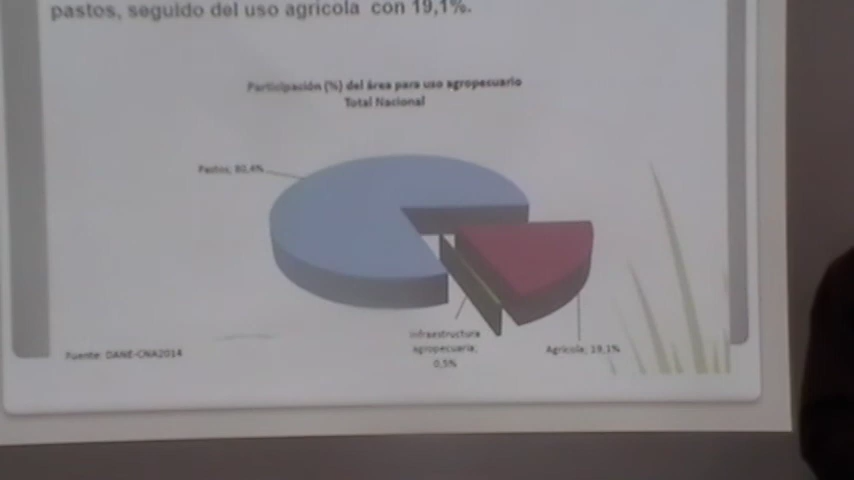 pastos, seguido del uso agrícola con 19,1%.
Participación (%) del área para uso agropecuario
Total Nacional
Pastos; 80,4%
Infraestructura
agropecuaria;
0,5%
Agrícola; 19,1%
Fuente: DANE-CNA2014